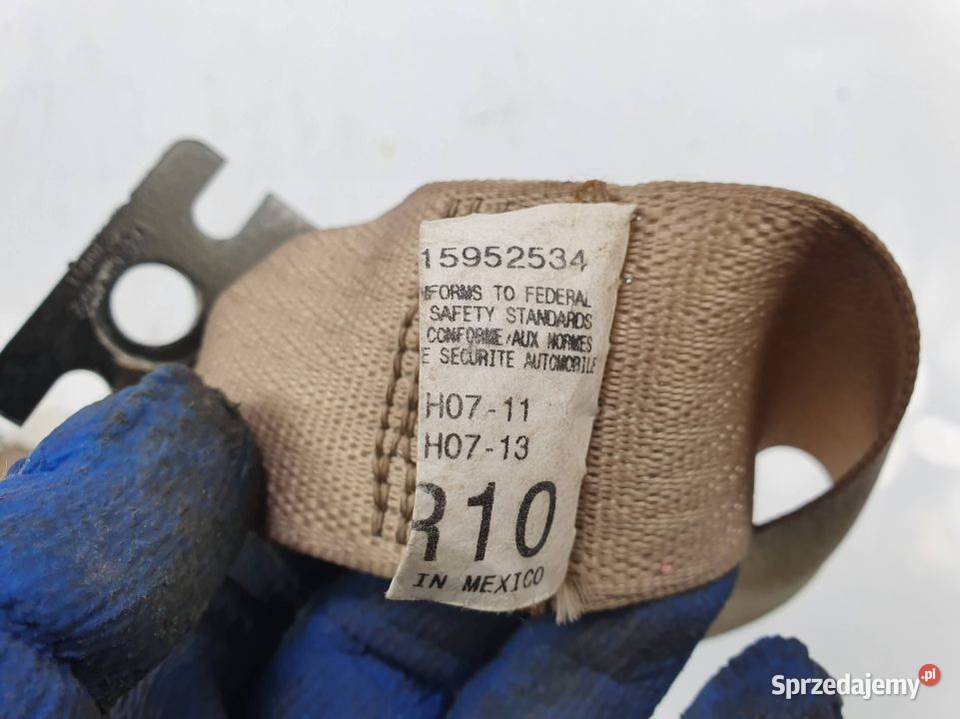 15952534
NFORMS TO FEDERAL
SAFETY STANDARDS
CONFORME/AUX NORMES
E SECURITE AUTOMOBILE
H07-11
H07-13
R10
IN MEXICO
Sprzedajemy.pl